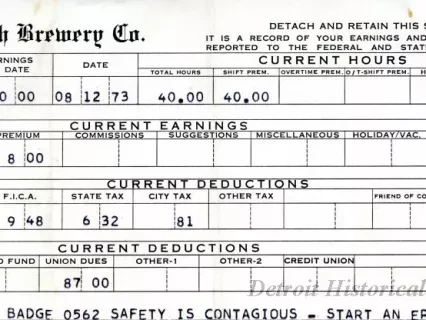 DETACH AND RETAIN THIS S
h Brewery Co.
IT IS A RECORD OF YOUR EARNINGS AND
REPORTED TO THE FEDERAL AND STAT
RNINGS DATE
DATE
CURRENT HOURS
TOTAL HOURS SHIFT PREM. OVERTIME PREM. O/T-SHIFT PREM. H
0 00 08 12 73 40.00 40.00
CURRENT EARNINGS
PREMIUM COMMISSIONS SUGGESTIONS MISCELLANEOUS HOLIDAY/VAC.
8 00
CURRENT DEDUCTIONS
F.I.C.A. STATE TAX CITY TAX OTHER TAX FRIEND OF CO
9 48 6 32 81
CURRENT DEDUCTIONS
D FUND UNION DUES OTHER-1 OTHER-2 CREDIT UNION
87 00
Detroit Historical
BADGE 0562 SAFETY IS CONTAGIOUS - START AN EP